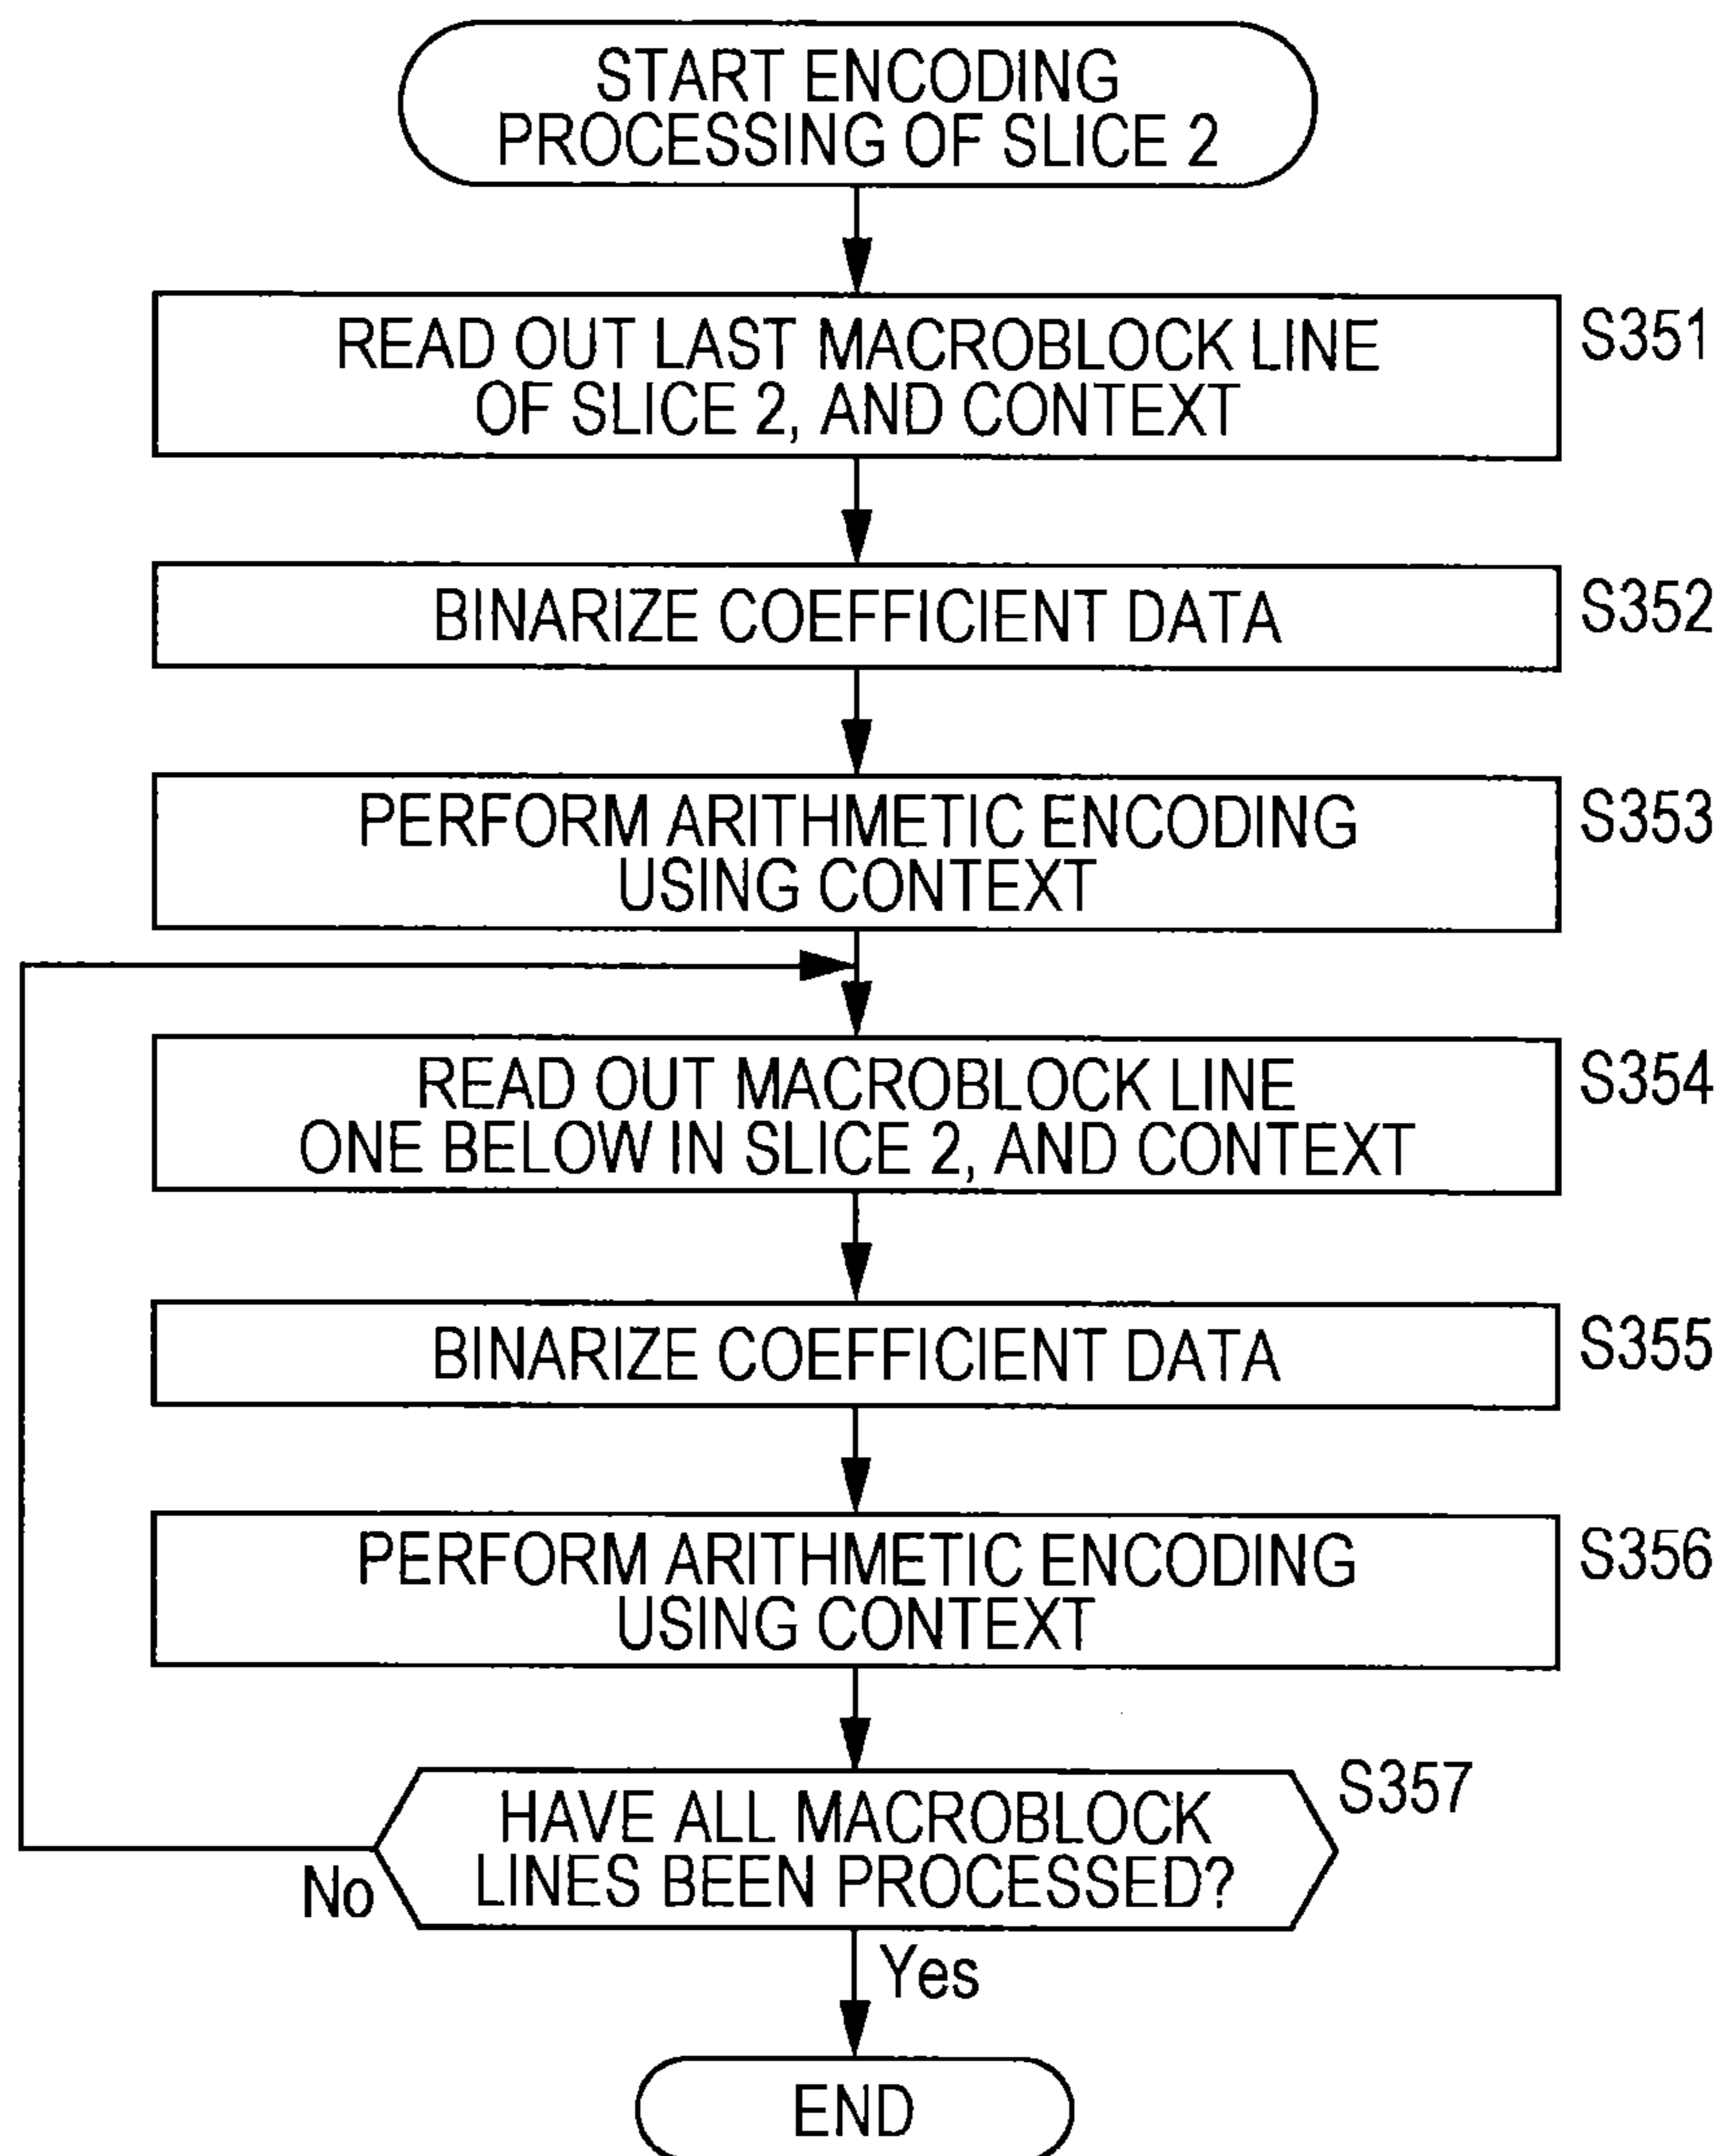 START ENCODING
PROCESSING OF SLICE 2
READ OUT LAST MACROBLOCK LINE
OF SLICE 2, AND CONTEXT
S351
BINARIZE COEFFICIENT DATA
S352
PERFORM ARITHMETIC ENCODING
USING CONTEXT
S353
READ OUT MACROBLOCK LINE
ONE BELOW IN SLICE 2, AND CONTEXT
S354
BINARIZE COEFFICIENT DATA
S355
PERFORM ARITHMETIC ENCODING
USING CONTEXT
S356
HAVE ALL MACROBLOCK
LINES BEEN PROCESSED?
S357
No
Yes
END